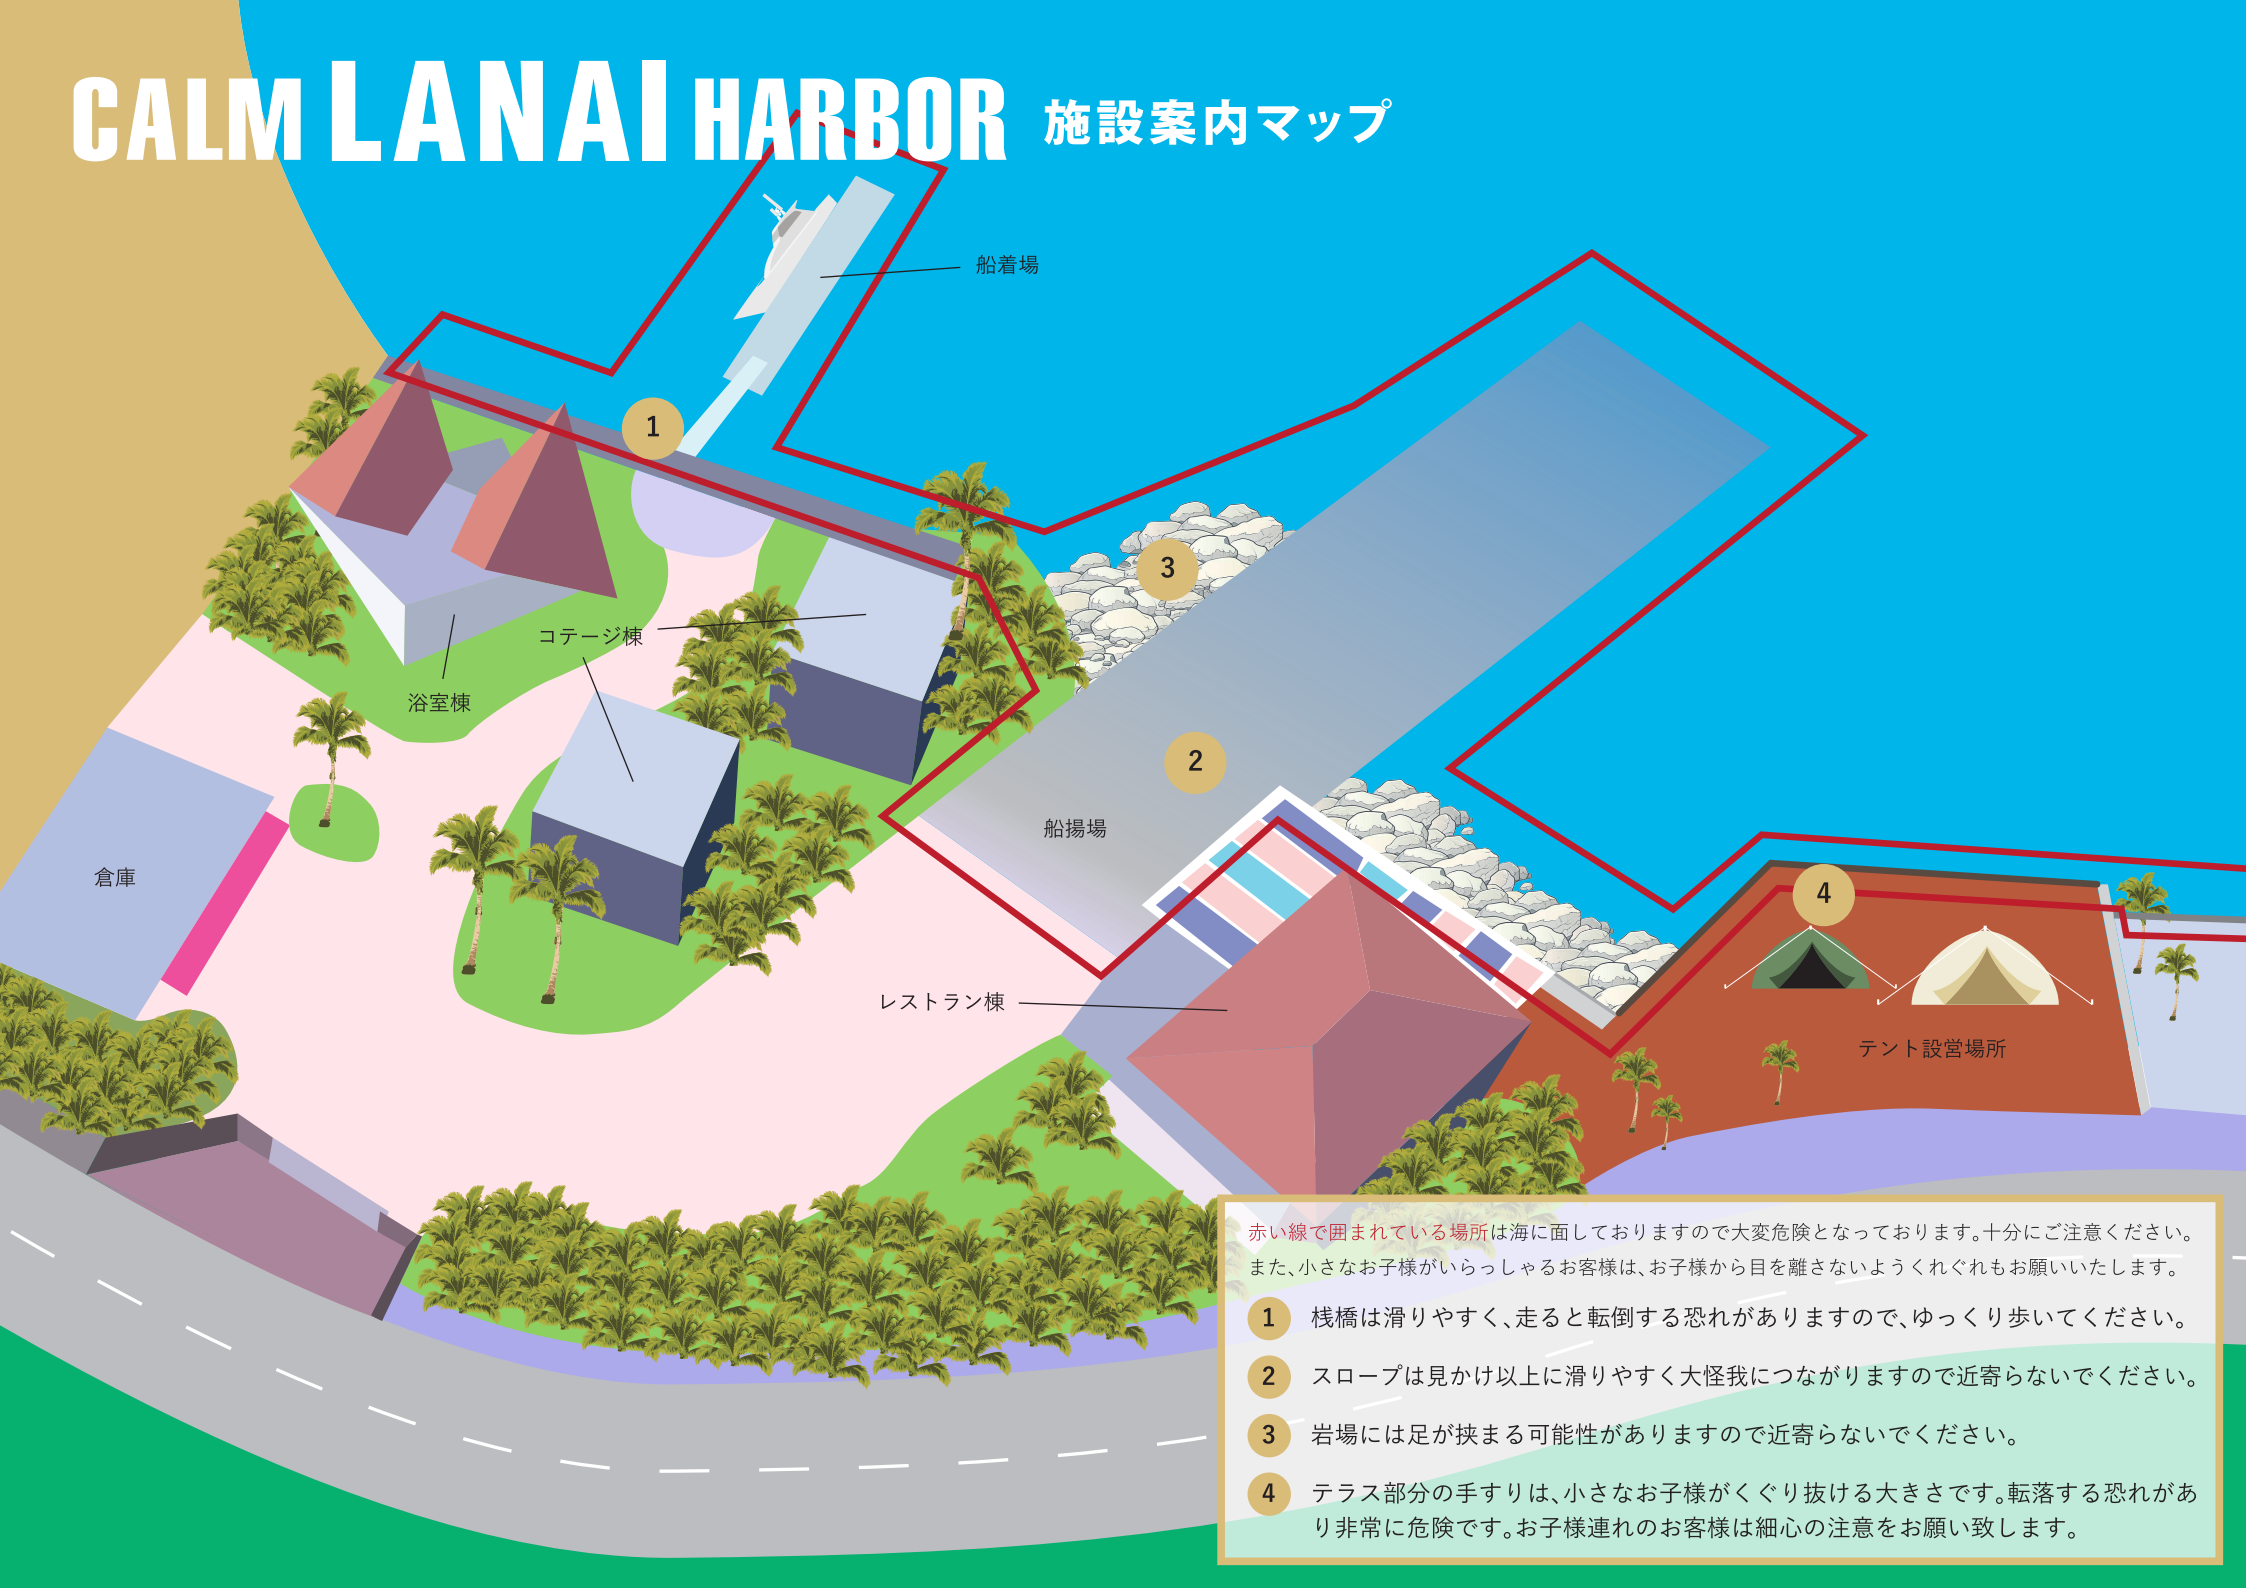 CALM LANAI HARBOR 施設案内マップ
船着場
1
3
コテージ棟
浴室棟
2
船揚場
倉庫
4
レストラン棟
テント設営場所
赤い線で囲まれている場所は海に面しておりますので大変危険となっております。十分にご注意ください。
また、小さなお子様がいらっしゃるお客様は、お子様から目を離さないようくれぐれもお願いいたします。
1 桟橋は滑りやすく、走ると転倒する恐れがありますので、ゆっくり歩いてください。
2 スロープは見かけ以上に滑りやすく大怪我につながりますので近寄らないでください。
3 岩場には足が挟まる可能性がありますので近寄らないでください。
4 テラス部分の手すりは、小さなお子様がくぐり抜ける大きさです。転落する恐れがあ
り非常に危険です。お子様連れのお客様は細心の注意をお願い致します。